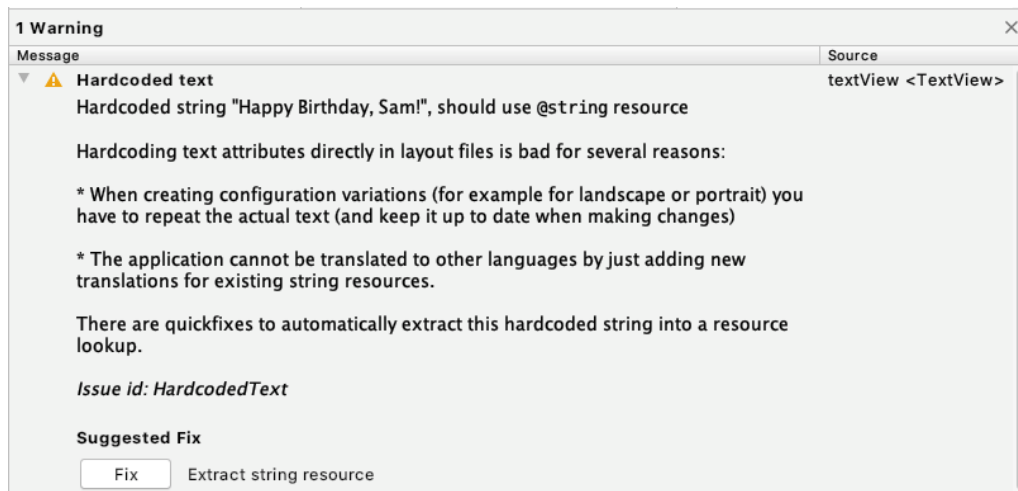 1 Warning
Message Source
Hardcoded text textView <TextView>
Hardcoded string "Happy Birthday, Sam!", should use @string resource
Hardcoding text attributes directly in layout files is bad for several reasons:
* When creating configuration variations (for example for landscape or portrait) you
have to repeat the actual text (and keep it up to date when making changes)
* The application cannot be translated to other languages by just adding new
translations for existing string resources.
There are quickfixes to automatically extract this hardcoded string into a resource
lookup.
Issue id: HardcodedText
Suggested Fix
Fix Extract string resource